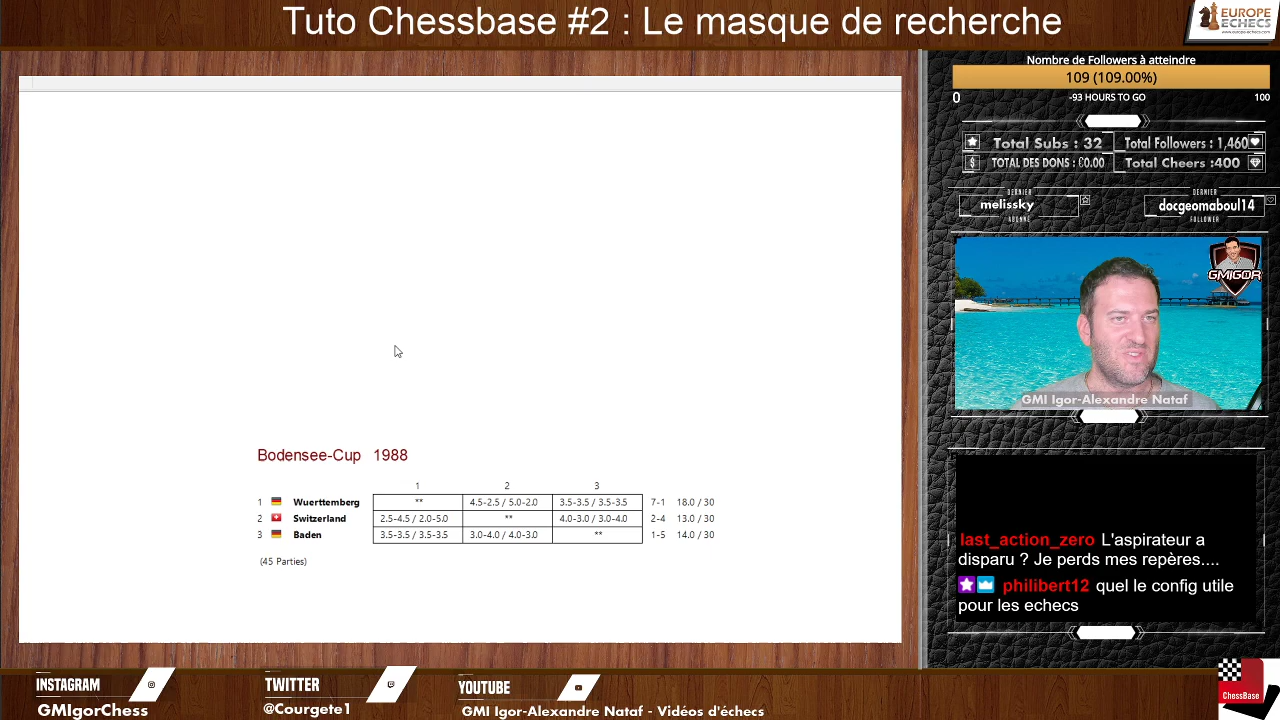 Tuto Chessbase #2 : Le masque de recherche
EUROPE
ECHECS
www.europe-echecs.com
Nombre de Followers à atteindre
109 (109.00%)
0
-93 HOURS TO GO
100
Total Subs : 32
Total Followers : 1,460
TOTAL DES DONS : €0.00
Total Cheers :400
DERNIER
melissky
ABONNE
DERNIER
docgeomaboul14
FOLLOWER
GMIGOR
GMI Igor-Alexandre Nataf
Bodensee-Cup 1988
1 2 3
1 Wuerttemberg ** 4.5-2.5 / 5.0-2.0 3.5-3.5 / 3.5-3.5 7-1 18.0 / 30
2 Switzerland 2.5-4.5 / 2.0-5.0 ** 4.0-3.0 / 3.0-4.0 2-4 13.0 / 30
3 Baden 3.5-3.5 / 3.5-3.5 3.0-4.0 / 4.0-3.0 ** 1-5 14.0 / 30
(45 Parties)
last_action_zero L'aspirateur a
disparu ? Je perds mes repères....
philibert12 quel le config utile
pour les echecs
INSTAGRAM
GMIgorChess
TWITTER
@Courgete1
YOUTUBE
GMI Igor-Alexandre Nataf - Vidéos d'échecs
ChessBase